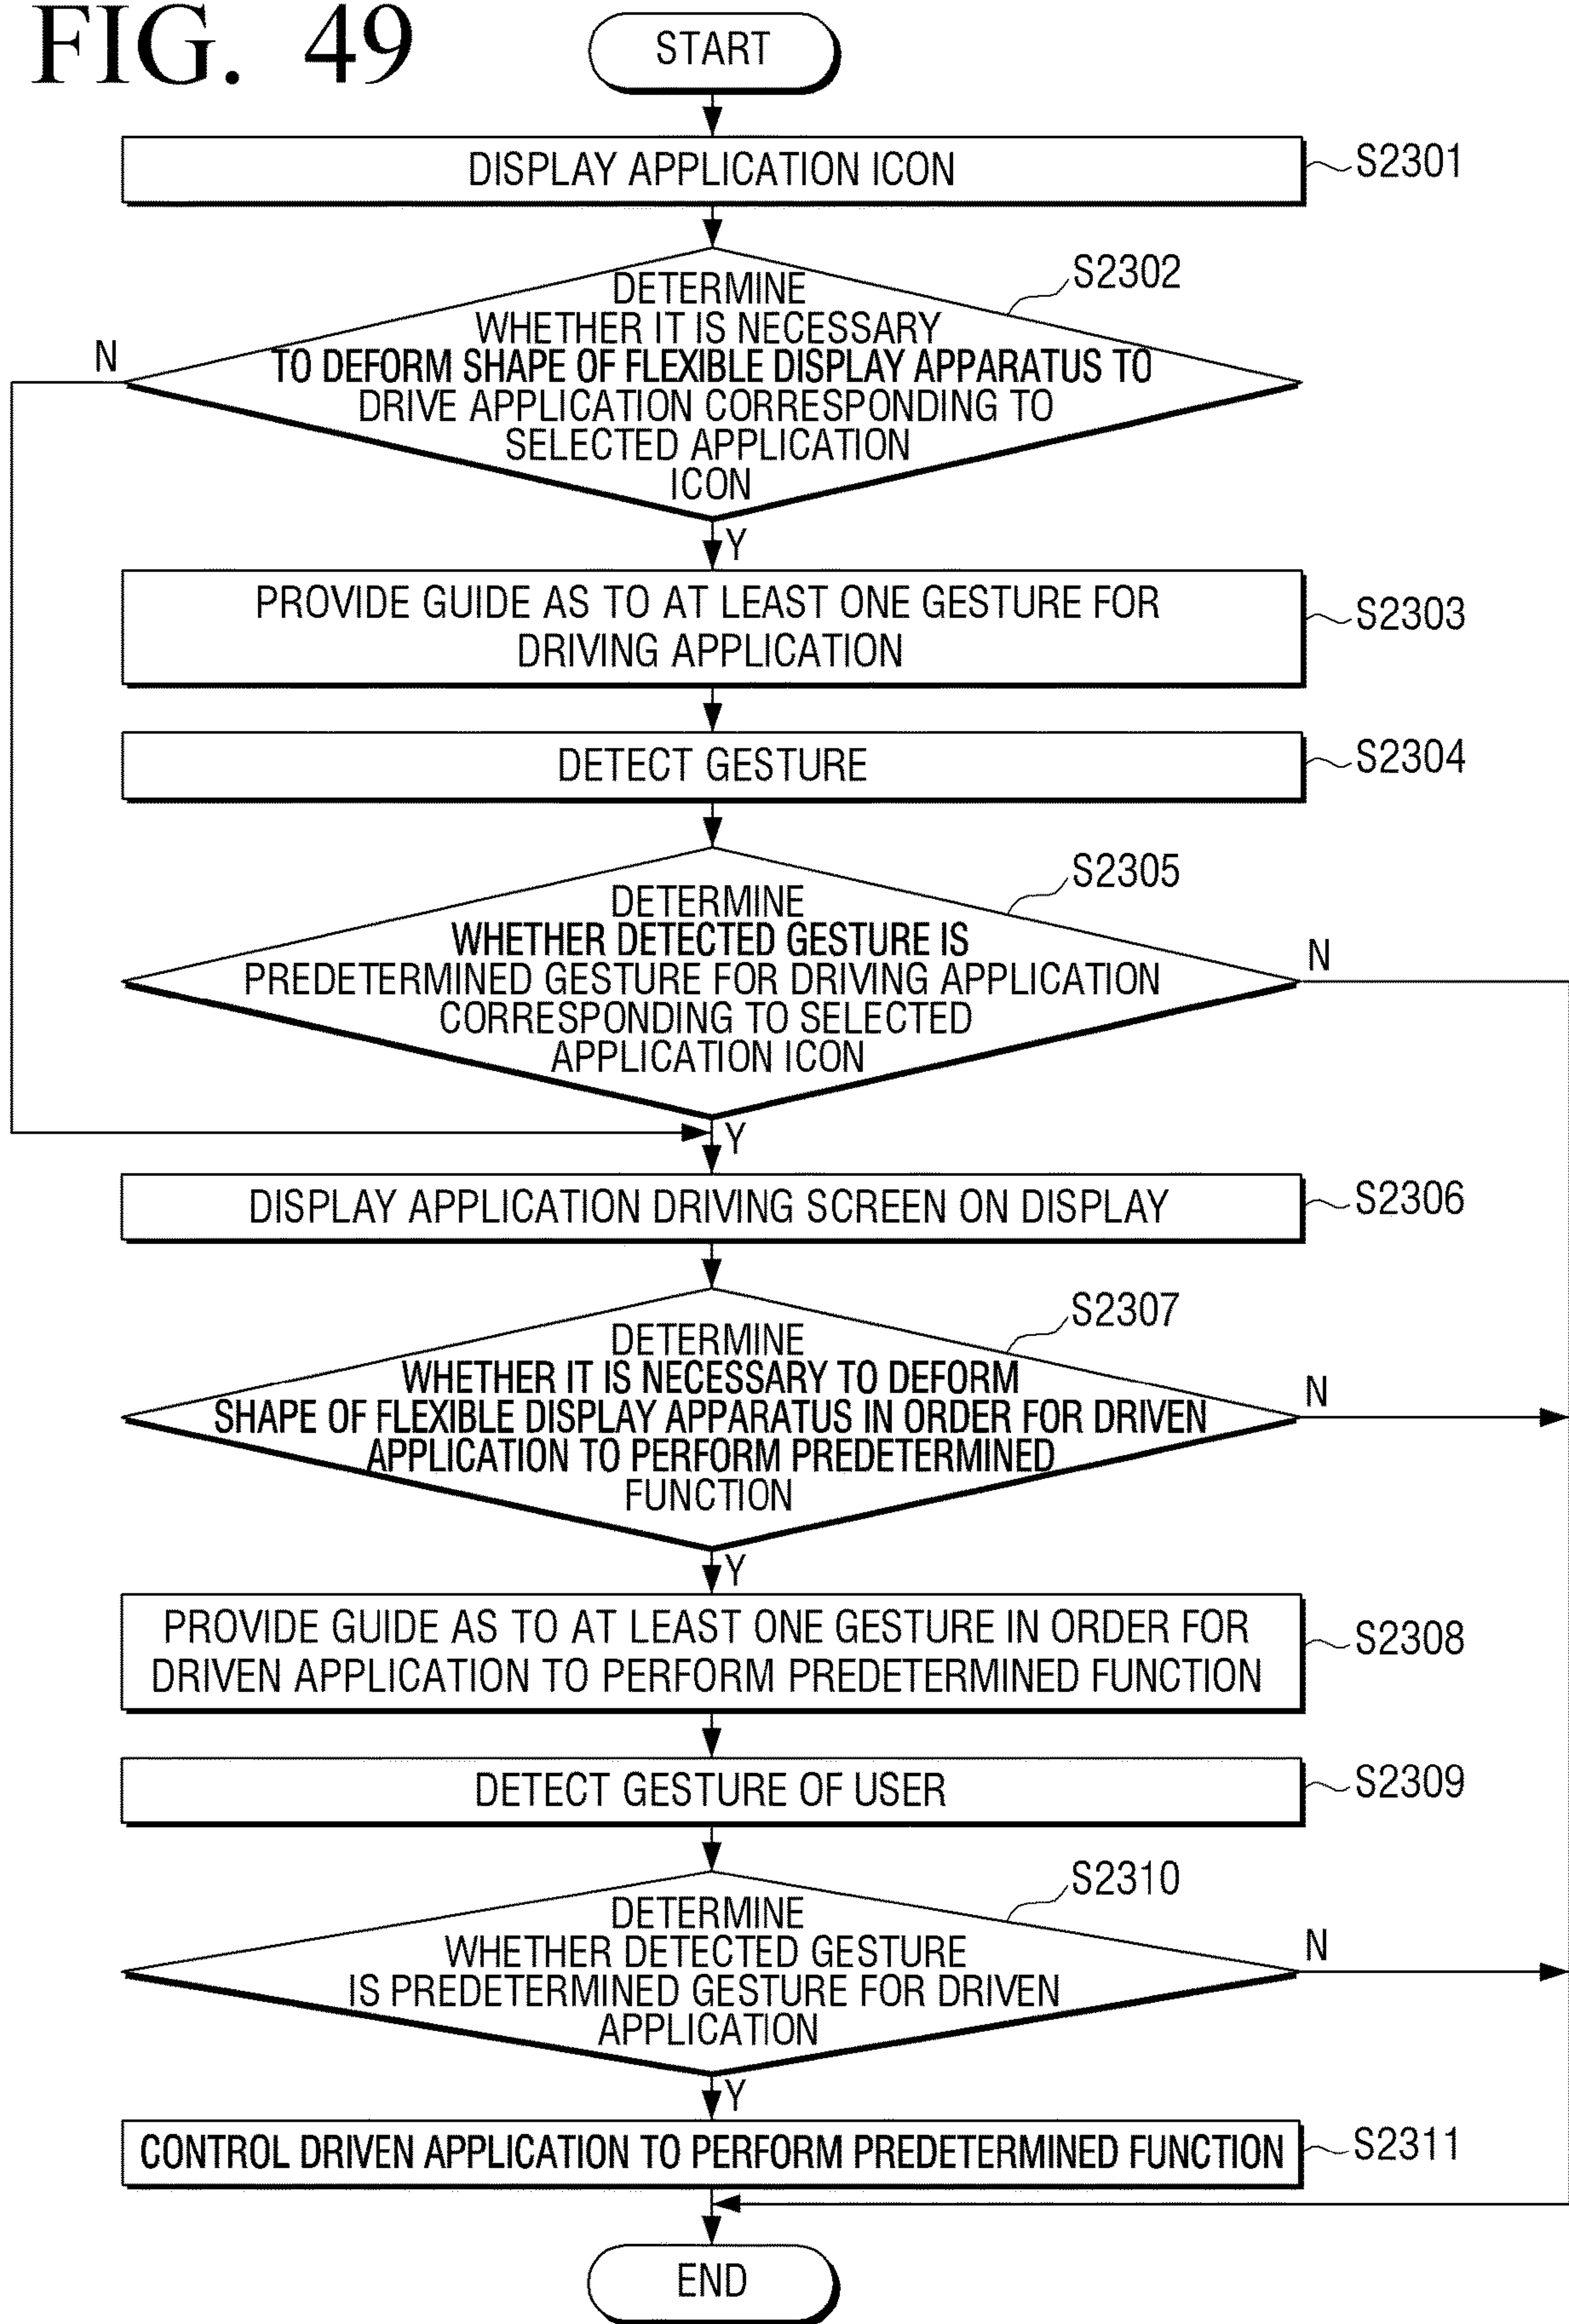 FIG. 49
START
DISPLAY APPLICATION ICON
S2301
S2302
DETERMINE
WHETHER IT IS NECESSARY
TO DEFORM SHAPE OF FLEXIBLE DISPLAY APPARATUS TO
DRIVE APPLICATION CORRESPONDING TO
SELECTED APPLICATION
ICON
N
Y
PROVIDE GUIDE AS TO AT LEAST ONE GESTURE FOR
DRIVING APPLICATION
S2303
DETECT GESTURE
S2304
S2305
DETERMINE
WHETHER DETECTED GESTURE IS
PREDETERMINED GESTURE FOR DRIVING APPLICATION
CORRESPONDING TO SELECTED
APPLICATION ICON
N
Y
DISPLAY APPLICATION DRIVING SCREEN ON DISPLAY
S2306
S2307
DETERMINE
WHETHER IT IS NECESSARY TO DEFORM
SHAPE OF FLEXIBLE DISPLAY APPARATUS IN ORDER FOR DRIVEN
APPLICATION TO PERFORM PREDETERMINED
FUNCTION
N
Y
PROVIDE GUIDE AS TO AT LEAST ONE GESTURE IN ORDER FOR
DRIVEN APPLICATION TO PERFORM PREDETERMINED FUNCTION
S2308
DETECT GESTURE OF USER
S2309
S2310
DETERMINE
WHETHER DETECTED GESTURE
IS PREDETERMINED GESTURE FOR DRIVEN
APPLICATION
N
Y
CONTROL DRIVEN APPLICATION TO PERFORM PREDETERMINED FUNCTION
S2311
END